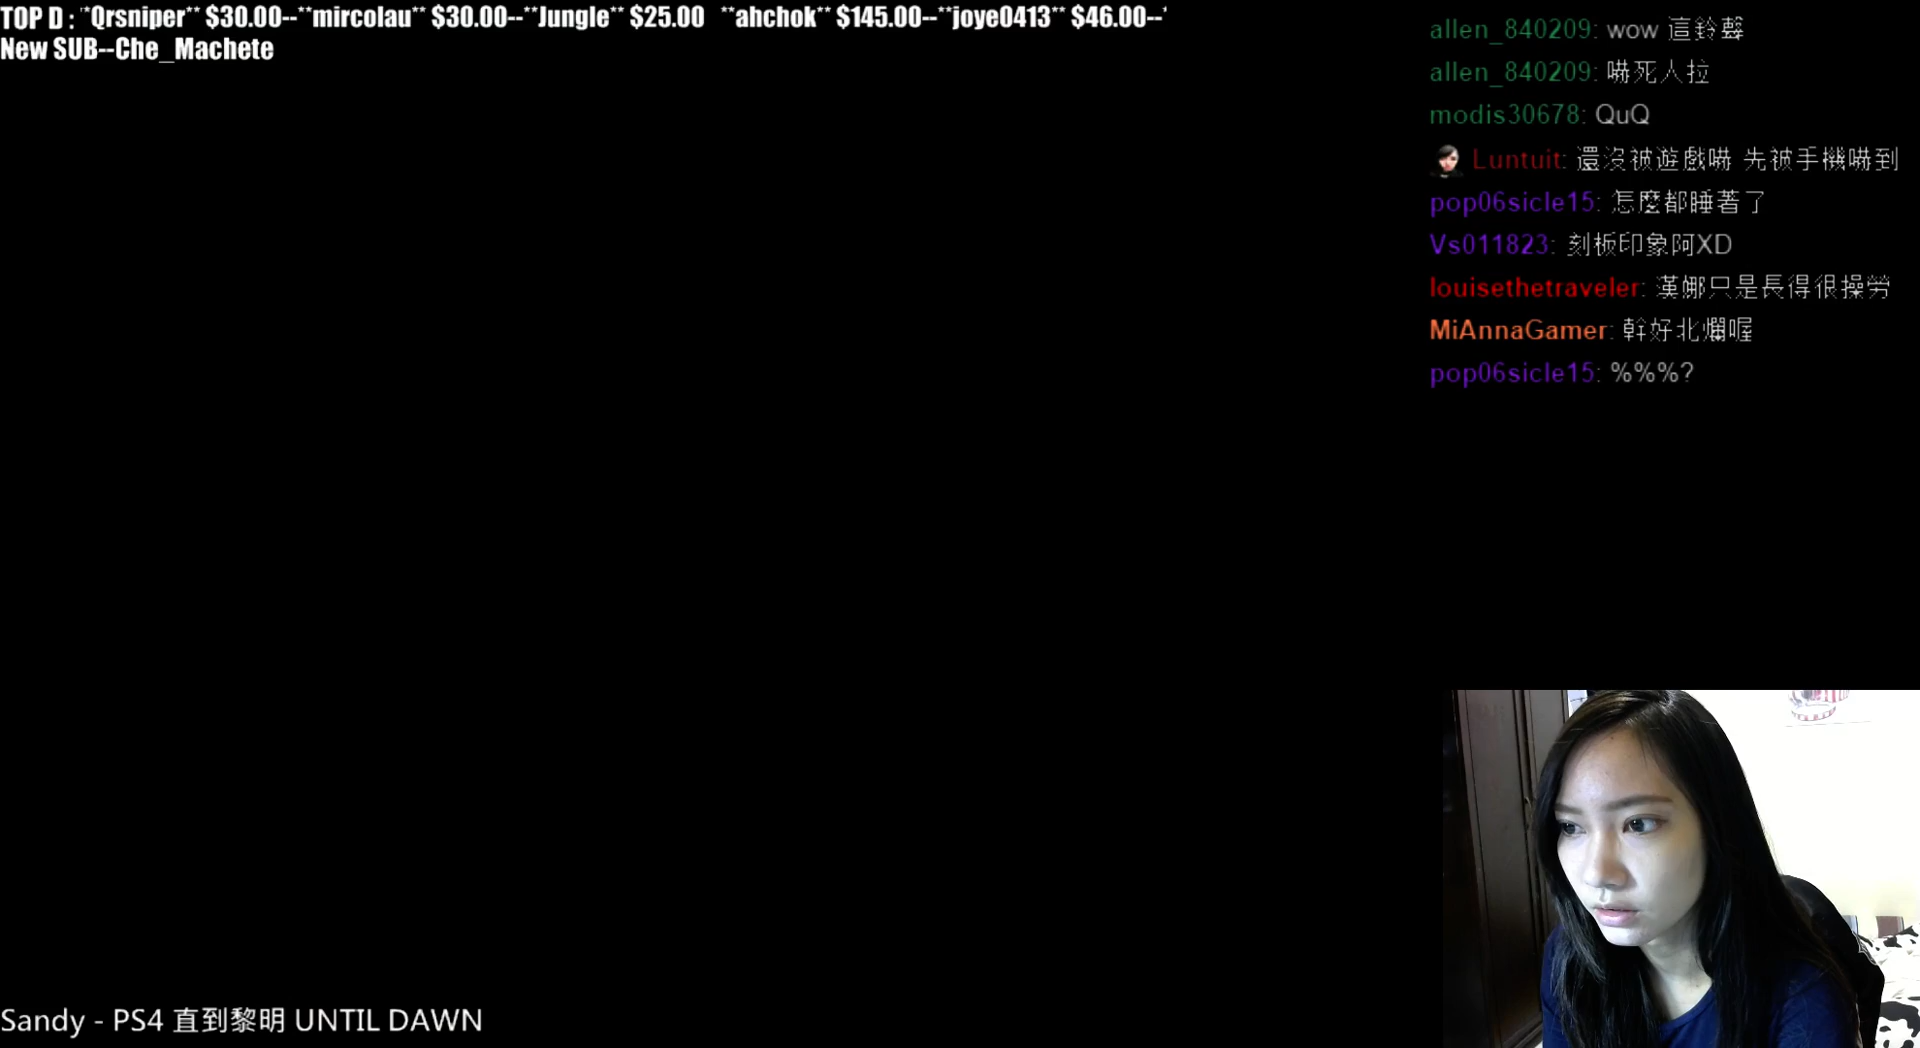 TOP D : **Qrsniper** $30.00--**mircolau** $30.00--**Jungle** $25.00 **ahchok** $145.00--**joye0413** $46.00--*
New SUB--Che_Machete
allen_840209: wow 這鈴聲
allen_840209: 嚇死人拉
modis30678: QuQ
Luntuit: 還沒被遊戲嚇 先被手機嚇到
pop06sicle15: 怎麼都睡著了
Vs011823: 刻板印象阿XD
louisethetraveler: 漢娜只是長得很操勞
MiAnnaGamer: 幹好北爛喔
pop06sicle15: %%%?
Sandy - PS4 直到黎明 UNTIL DAWN